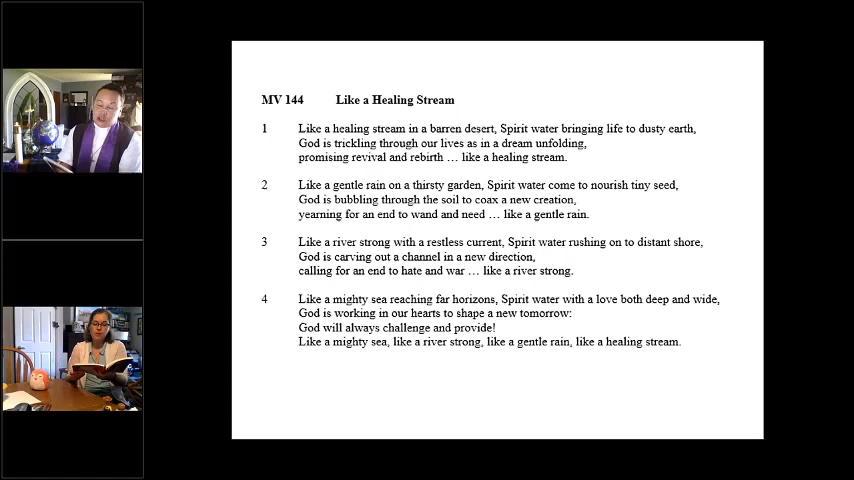 MV 144 Like a Healing Stream
1 Like a healing stream in a barren desert, Spirit water bringing life to dusty earth,
God is trickling through our lives as in a dream unfolding,
promising revival and rebirth … like a healing stream.
2 Like a gentle rain on a thirsty garden, Spirit water come to nourish tiny seed,
God is bubbling through the soil to coax a new creation,
yearning for an end to wand and need … like a gentle rain.
3 Like a river strong with a restless current, Spirit water rushing on to distant shore,
God is carving out a channel in a new direction,
calling for an end to hate and war … like a river strong.
4 Like a mighty sea reaching far horizons, Spirit water with a love both deep and wide,
God is working in our hearts to shape a new tomorrow:
God will always challenge and provide!
Like a mighty sea, like a river strong, like a gentle rain, like a healing stream.